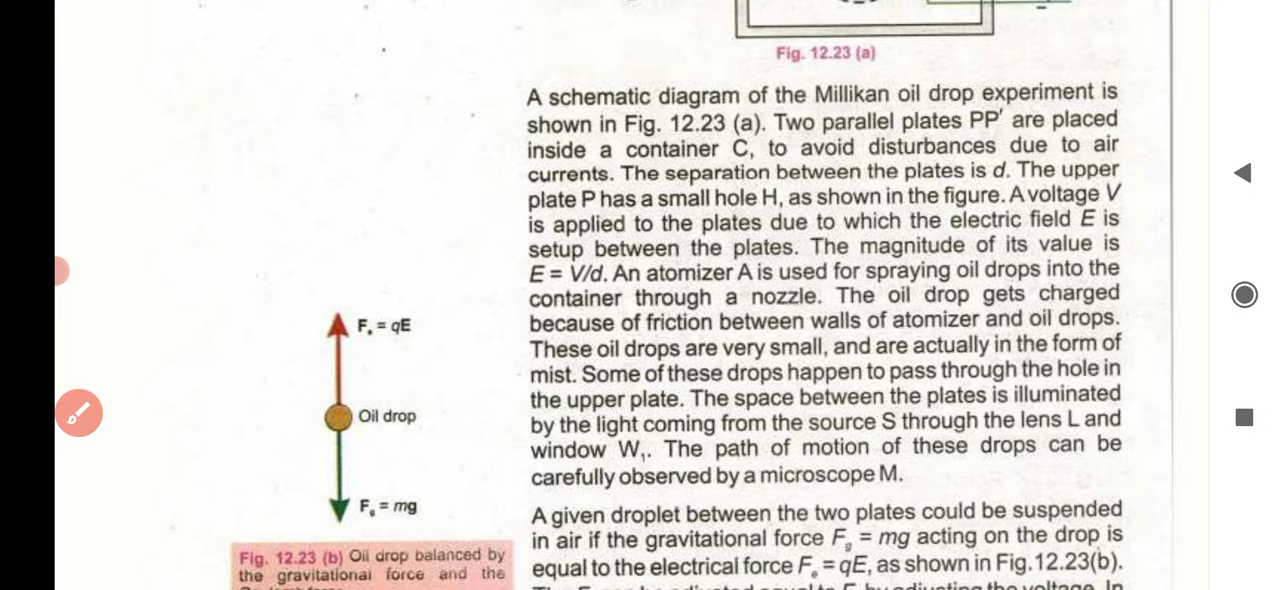 Fig. 12.23 (a)
A schematic diagram of the Millikan oil drop experiment is
shown in Fig. 12.23 (a). Two parallel plates PP' are placed
inside a container C, to avoid disturbances due to air
currents. The separation between the plates is d. The upper
plate P has a small hole H, as shown in the figure. A voltage V
is applied to the plates due to which the electric field E is
setup between the plates. The magnitude of its value is
E = V/d. An atomizer A is used for spraying oil drops into the
container through a nozzle. The oil drop gets charged
because of friction between walls of atomizer and oil drops.
These oil drops are very small, and are actually in the form of
mist. Some of these drops happen to pass through the hole in
the upper plate. The space between the plates is illuminated
by the light coming from the source S through the lens L and
window W₁. The path of motion of these drops can be
carefully observed by a microscope M.
A given droplet between the two plates could be suspended
in air if the gravitational force Fg = mg acting on the drop is
equal to the electrical force Fe = qE, as shown in Fig. 12.23(b).
by adjusting the voltage. In
Fe = qE
Oil drop
Fg = mg
Fig. 12.23 (b) Oil drop balanced by
the gravitational force and the